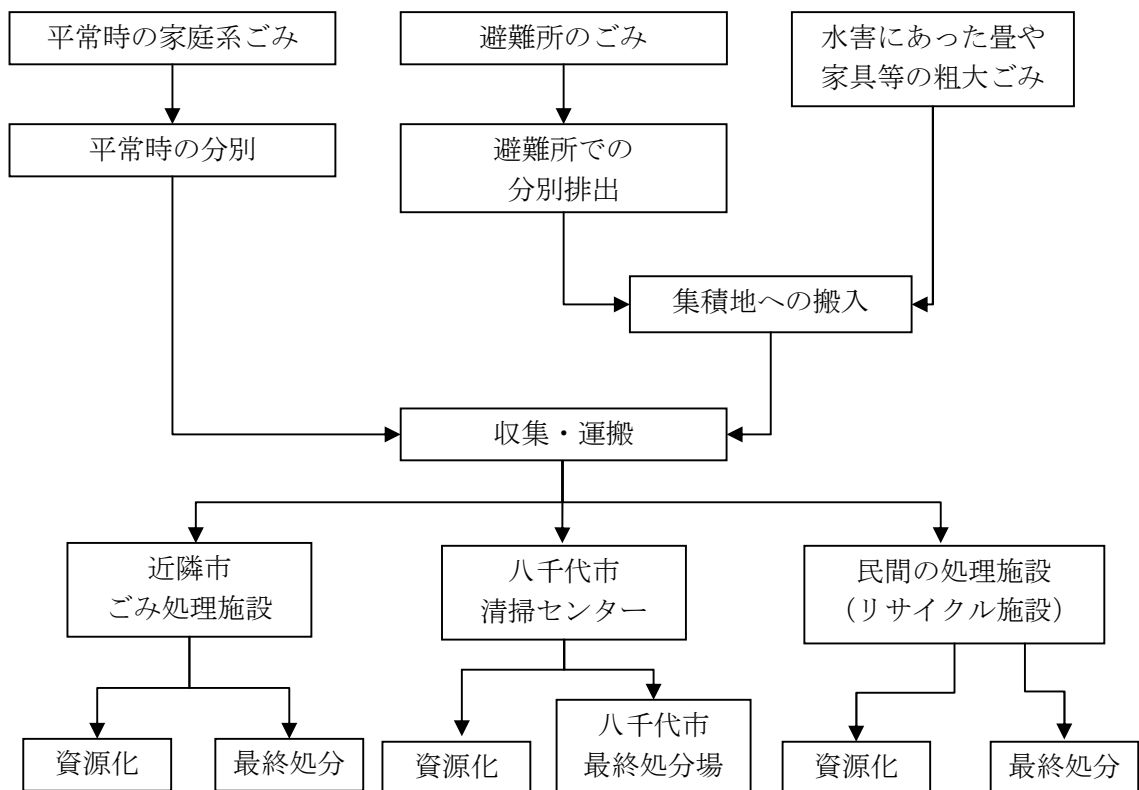 平常時の家庭系ごみ
避難所のごみ
水害にあった畳や
家具等の粗大ごみ
平常時の分別
避難所での
分別排出
集積地への搬入
収集・運搬
近隣市
ごみ処理施設
八千代市
清掃センター
民間の処理施設
（リサイクル施設）
資源化
最終処分
資源化
八千代市
最終処分場
資源化
最終処分